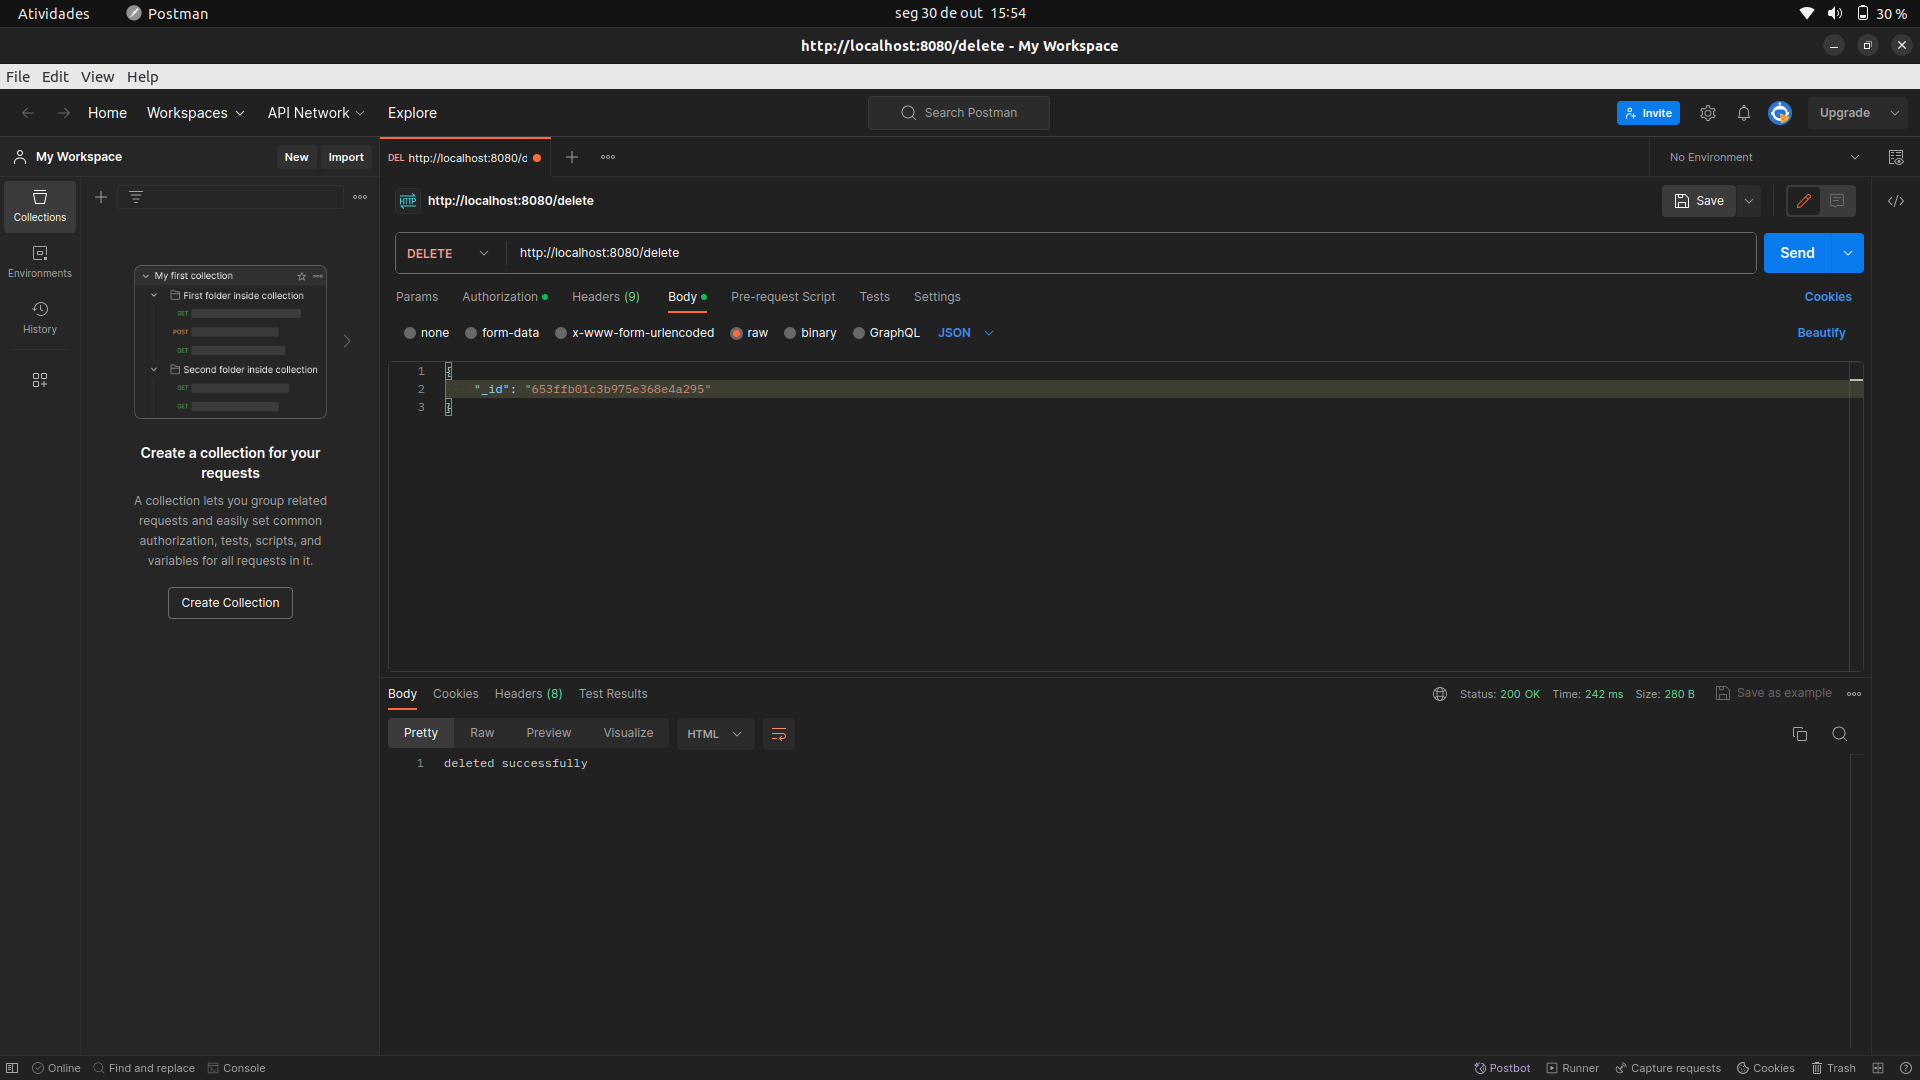 Atividades Postman seg 30 de out 15:54 30 %
http://localhost:8080/delete - My Workspace
File Edit View Help
Home Workspaces API Network Explore Search Postman Invite Upgrade
My Workspace New Import DEL http://localhost:8080/d No Environment
Collections
Environments
History
My first collection
First folder inside collection
GET
POST
GET
Second folder inside collection
GET
GET
Create a collection for your
requests
A collection lets you group related
requests and easily set common
authorization, tests, scripts, and
variables for all requests in it.
Create Collection
HTTP http://localhost:8080/delete Save
DELETE http://localhost:8080/delete Send
Params Authorization Headers (9) Body Pre-request Script Tests Settings Cookies
none form-data x-www-form-urlencoded raw binary GraphQL JSON Beautify
1 {
2 "_id": "653ffb01c3b975e368e4a295"
3 }
Body Cookies Headers (8) Test Results Status: 200 OK Time: 242 ms Size: 280 B Save as example
Pretty Raw Preview Visualize HTML
1 deleted successfully
Online Find and replace Console Postbot Runner Capture requests Cookies Trash